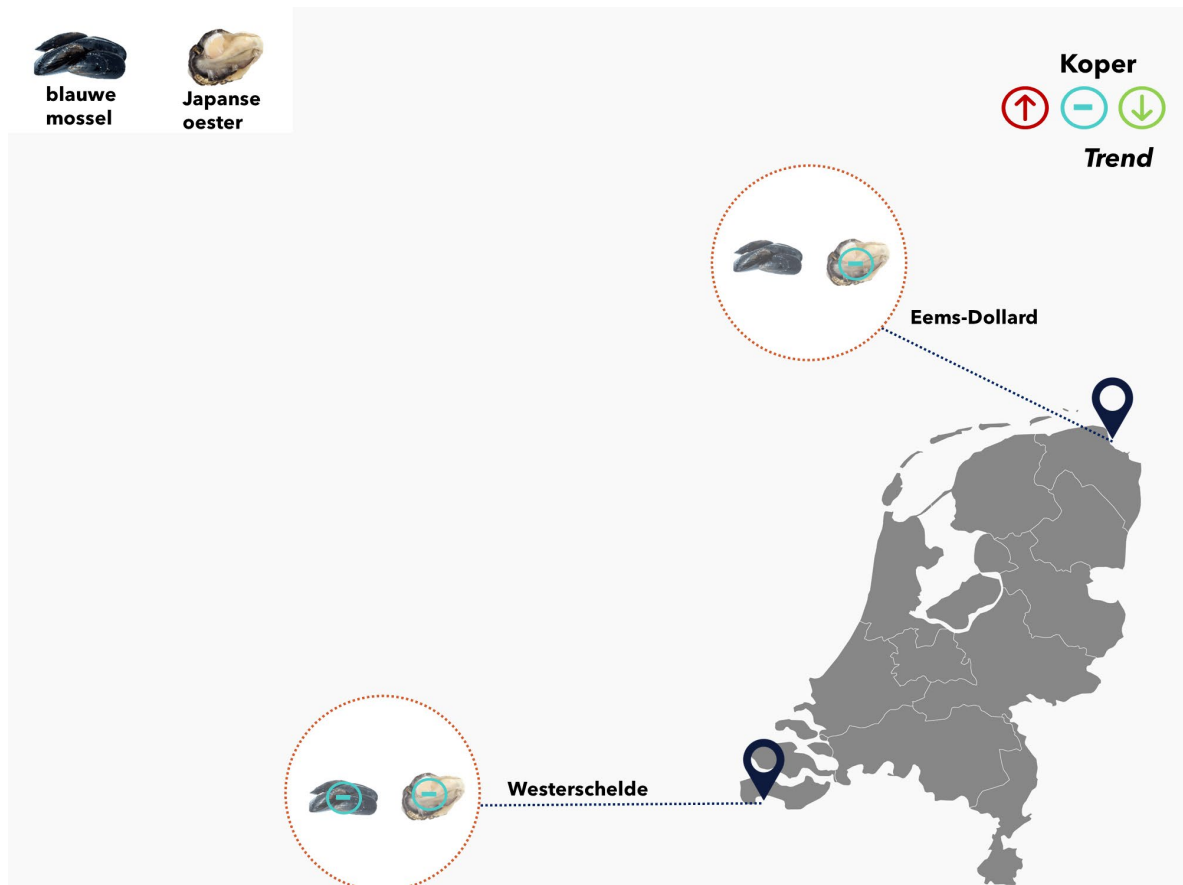 blauwe
mossel
Japanse
oester
Koper
Trend
Eems-Dollard
Westerschelde